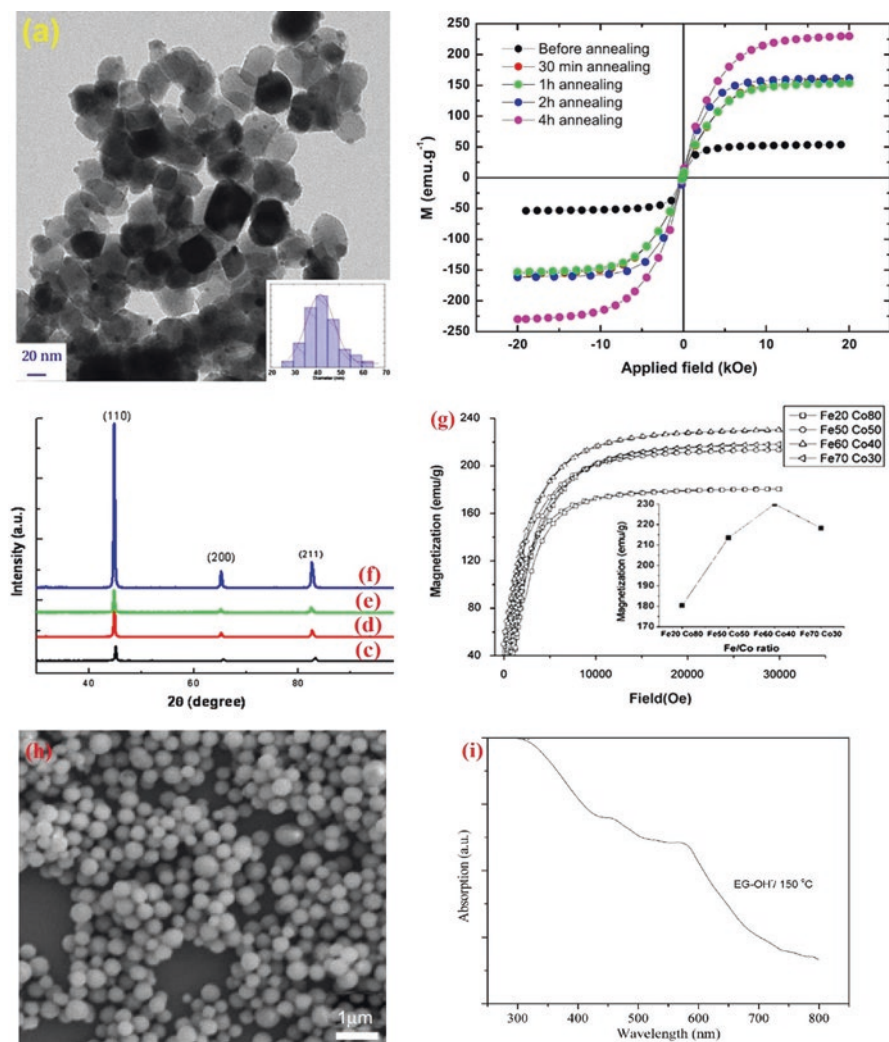 (a)
20 nm
20 30 40 50 60 70
Diameter (nm)
250
200
150
100
50
0
-50
-100
-150
-200
-250
M (emu.g⁻¹)
Before annealing
30 min annealing
1h annealing
2h annealing
4h annealing
-20 -10 0 10 20
Applied field (kOe)
Intensity (a.u.)
(110)
(200)
(211)
(f)
(e)
(d)
(c)
40 60 80
2θ (degree)
(g)
240
200
160
120
80
40
Magnetization (emu/g)
Fe20 Co80
Fe50 Co50
Fe60 Co40
Fe70 Co30
230
220
210
200
190
180
170
Magnetization (emu/g)
Fe20 Co80 Fe50 Co50 Fe60 Co40 Fe70 Co30
Fe/Co ratio
0 10000 20000 30000
Field(Oe)
(h)
1μm
(i)
Absorption (a.u.)
EG-OH⁻/ 150 °C
300 400 500 600 700 800
Wavelength (nm)